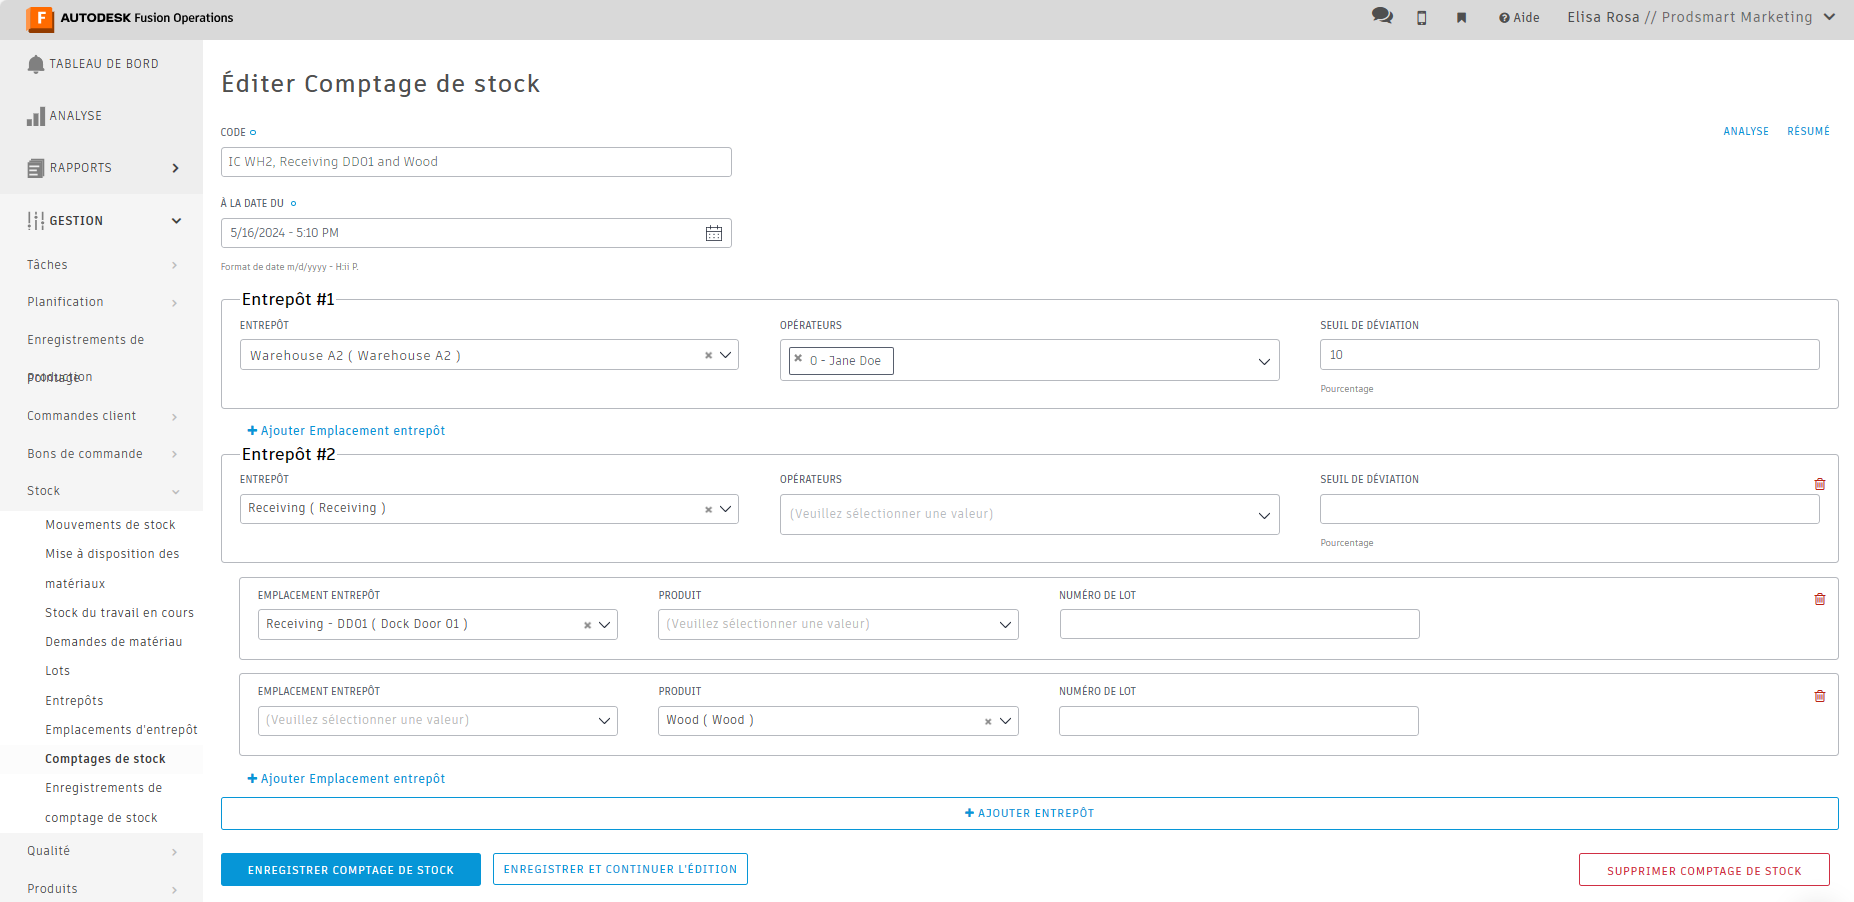 F AUTODESK Fusion Operations
Aide
Elisa Rosa // Prodsmart Marketing
TABLEAU DE BORD
ANALYSE
RAPPORTS
GESTION
Tâches
Planification
Enregistrements de
production
Pointage
Commandes client
Bons de commande
Stock
Mouvements de stock
Mise à disposition des
matériaux
Stock du travail en cours
Demandes de matériau
Lots
Entrepôts
Emplacements d'entrepôt
Comptages de stock
Enregistrements de
comptage de stock
Qualité
Produits
Éditer Comptage de stock
ANALYSE RÉSUMÉ
CODE
IC WH2, Receiving DD01 and Wood
À LA DATE DU
5/16/2024 - 5:10 PM
Format de date m/d/yyyy - H:ii P.
Entrepôt #1
ENTREPÔT OPÉRATEURS SEUIL DE DÉVIATION
Warehouse A2 ( Warehouse A2 ) 0 - Jane Doe 10
Pourcentage
Ajouter Emplacement entrepôt
Entrepôt #2
ENTREPÔT OPÉRATEURS SEUIL DE DÉVIATION
Receiving ( Receiving ) (Veuillez sélectionner une valeur)
Pourcentage
EMPLACEMENT ENTREPÔT PRODUIT NUMÉRO DE LOT
Receiving - DD01 ( Dock Door 01 ) (Veuillez sélectionner une valeur)
EMPLACEMENT ENTREPÔT PRODUIT NUMÉRO DE LOT
(Veuillez sélectionner une valeur) Wood ( Wood )
Ajouter Emplacement entrepôt
AJOUTER ENTREPÔT
ENREGISTRER COMPTAGE DE STOCK ENREGISTRER ET CONTINUER L'ÉDITION SUPPRIMER COMPTAGE DE STOCK